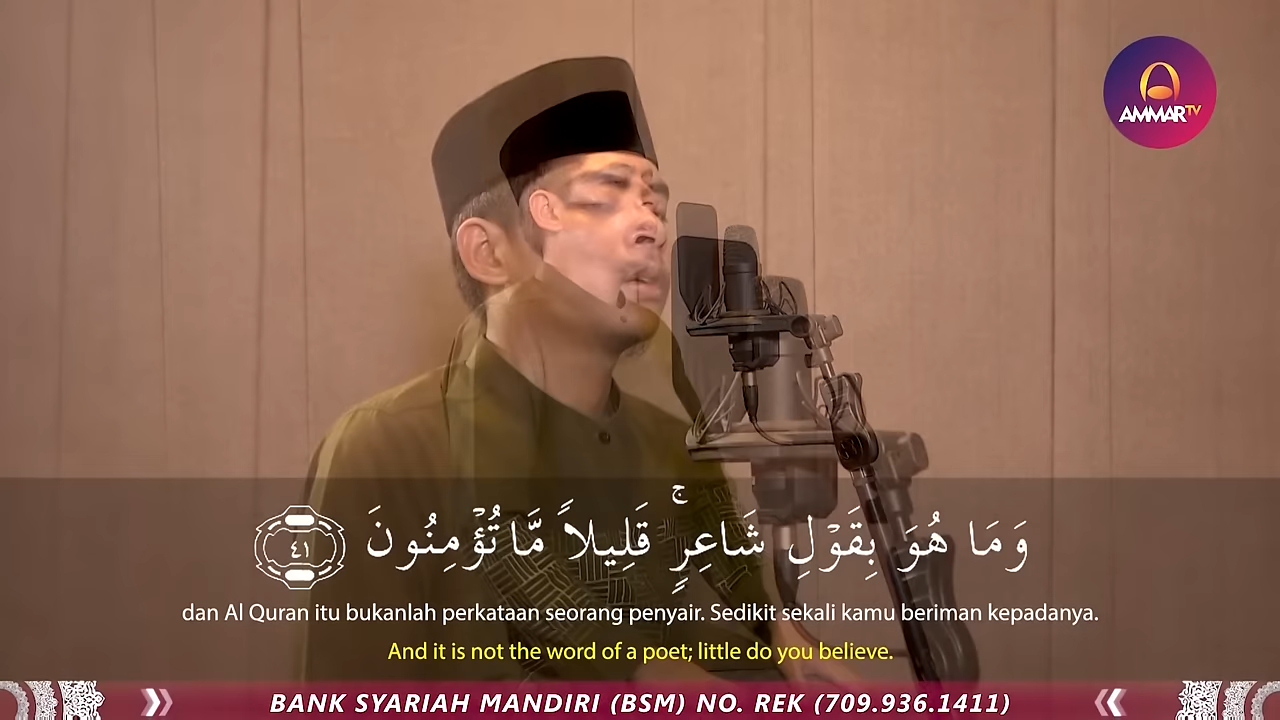 AMMAR TV
وَمَا هُوَ بِقَوْلِ شَاعِرٍۚ قَلِيلاً مَّا تُؤْمِنُونَ ٤١
dan Al Quran itu bukanlah perkataan seorang penyair. Sedikit sekali kamu beriman kepadanya.
And it is not the word of a poet; little do you believe.
BANK SYARIAH MANDIRI (BSM) NO. REK (709.936.1411)